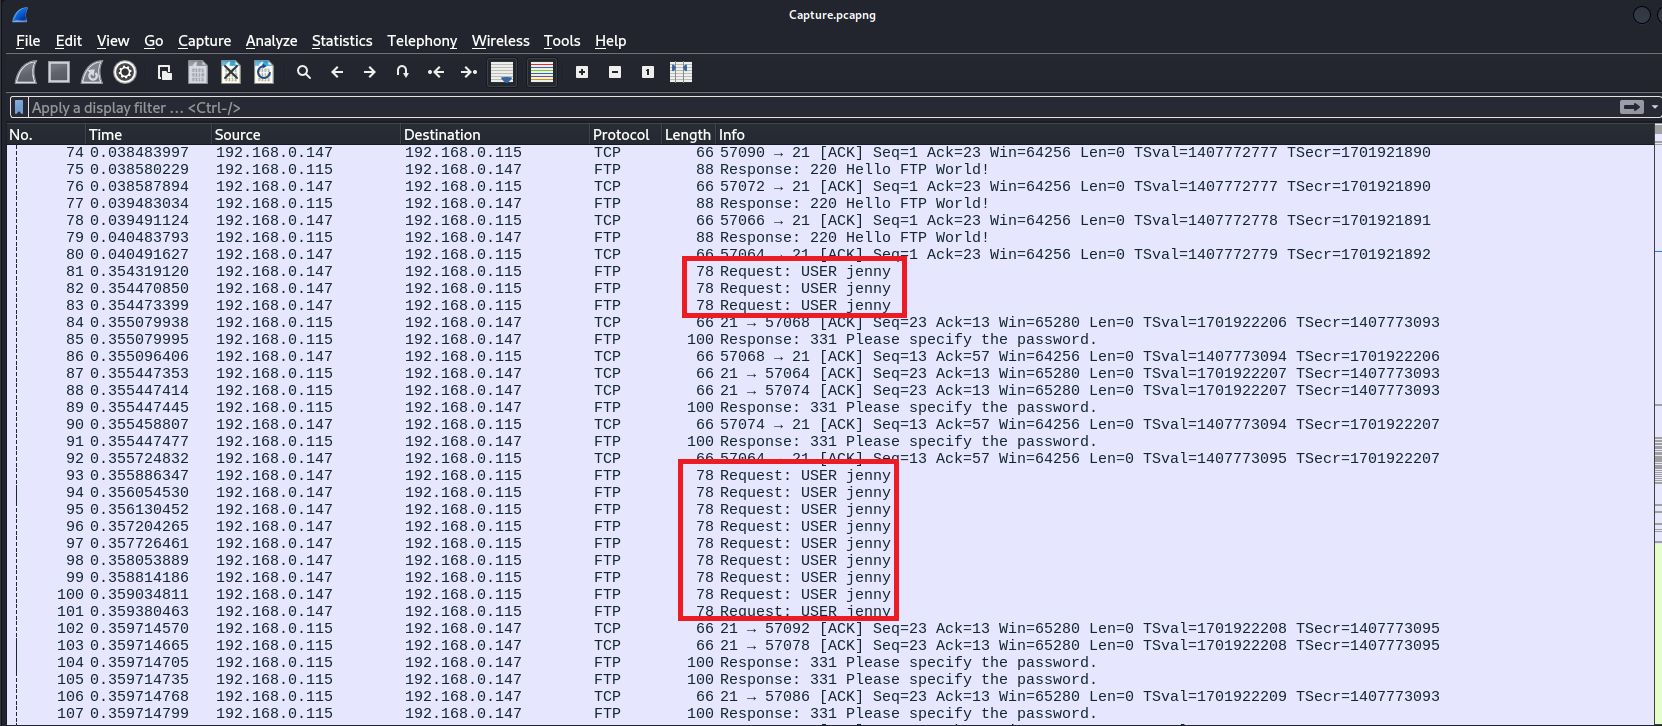 Capture.pcapng
File Edit View Go Capture Analyze Statistics Telephony Wireless Tools Help
Apply a display filter … <Ctrl-/>
No. Time Source Destination Protocol Length Info
74 0.038483997 192.168.0.147 192.168.0.115 TCP 66 57090 → 21 [ACK] Seq=1 Ack=23 Win=64256 Len=0 TSval=1407772777 TSecr=1701921890
75 0.038580229 192.168.0.115 192.168.0.147 FTP 88 Response: 220 Hello FTP World!
76 0.038587894 192.168.0.147 192.168.0.115 TCP 66 57072 → 21 [ACK] Seq=1 Ack=23 Win=64256 Len=0 TSval=1407772777 TSecr=1701921890
77 0.039483034 192.168.0.115 192.168.0.147 FTP 88 Response: 220 Hello FTP World!
78 0.039491124 192.168.0.147 192.168.0.115 TCP 66 57066 → 21 [ACK] Seq=1 Ack=23 Win=64256 Len=0 TSval=1407772778 TSecr=1701921891
79 0.040483793 192.168.0.115 192.168.0.147 FTP 88 Response: 220 Hello FTP World!
80 0.040491627 192.168.0.147 192.168.0.115 TCP 66 57064 → 21 [ACK] Seq=1 Ack=23 Win=64256 Len=0 TSval=1407772779 TSecr=1701921892
81 0.354319120 192.168.0.147 192.168.0.115 FTP 78 Request: USER jenny
82 0.354470850 192.168.0.147 192.168.0.115 FTP 78 Request: USER jenny
83 0.354473399 192.168.0.147 192.168.0.115 FTP 78 Request: USER jenny
84 0.355079938 192.168.0.115 192.168.0.147 TCP 66 21 → 57068 [ACK] Seq=23 Ack=13 Win=65280 Len=0 TSval=1701922206 TSecr=1407773093
85 0.355079995 192.168.0.115 192.168.0.147 FTP 100 Response: 331 Please specify the password.
86 0.355096406 192.168.0.147 192.168.0.115 TCP 66 57068 → 21 [ACK] Seq=13 Ack=57 Win=64256 Len=0 TSval=1407773094 TSecr=1701922206
87 0.355447353 192.168.0.115 192.168.0.147 TCP 66 21 → 57064 [ACK] Seq=23 Ack=13 Win=65280 Len=0 TSval=1701922207 TSecr=1407773093
88 0.355447414 192.168.0.115 192.168.0.147 TCP 66 21 → 57074 [ACK] Seq=23 Ack=13 Win=65280 Len=0 TSval=1701922207 TSecr=1407773093
89 0.355447445 192.168.0.115 192.168.0.147 FTP 100 Response: 331 Please specify the password.
90 0.355458807 192.168.0.147 192.168.0.115 TCP 66 57074 → 21 [ACK] Seq=13 Ack=57 Win=64256 Len=0 TSval=1407773094 TSecr=1701922207
91 0.355447477 192.168.0.115 192.168.0.147 FTP 100 Response: 331 Please specify the password.
92 0.355724832 192.168.0.147 192.168.0.115 TCP 66 57064 → 21 [ACK] Seq=13 Ack=57 Win=64256 Len=0 TSval=1407773095 TSecr=1701922207
93 0.355886347 192.168.0.147 192.168.0.115 FTP 78 Request: USER jenny
94 0.356054530 192.168.0.147 192.168.0.115 FTP 78 Request: USER jenny
95 0.356130452 192.168.0.147 192.168.0.115 FTP 78 Request: USER jenny
96 0.357204265 192.168.0.147 192.168.0.115 FTP 78 Request: USER jenny
97 0.357726461 192.168.0.147 192.168.0.115 FTP 78 Request: USER jenny
98 0.358053889 192.168.0.147 192.168.0.115 FTP 78 Request: USER jenny
99 0.358814186 192.168.0.147 192.168.0.115 FTP 78 Request: USER jenny
100 0.359034811 192.168.0.147 192.168.0.115 FTP 78 Request: USER jenny
101 0.359380463 192.168.0.147 192.168.0.115 FTP 78 Request: USER jenny
102 0.359714570 192.168.0.115 192.168.0.147 TCP 66 21 → 57092 [ACK] Seq=23 Ack=13 Win=65280 Len=0 TSval=1701922208 TSecr=1407773095
103 0.359714665 192.168.0.115 192.168.0.147 TCP 66 21 → 57078 [ACK] Seq=23 Ack=13 Win=65280 Len=0 TSval=1701922208 TSecr=1407773095
104 0.359714705 192.168.0.115 192.168.0.147 FTP 100 Response: 331 Please specify the password.
105 0.359714735 192.168.0.115 192.168.0.147 FTP 100 Response: 331 Please specify the password.
106 0.359714768 192.168.0.115 192.168.0.147 TCP 66 21 → 57086 [ACK] Seq=23 Ack=13 Win=65280 Len=0 TSval=1701922209 TSecr=1407773093
107 0.359714799 192.168.0.115 192.168.0.147 FTP 100 Response: 331 Please specify the password.